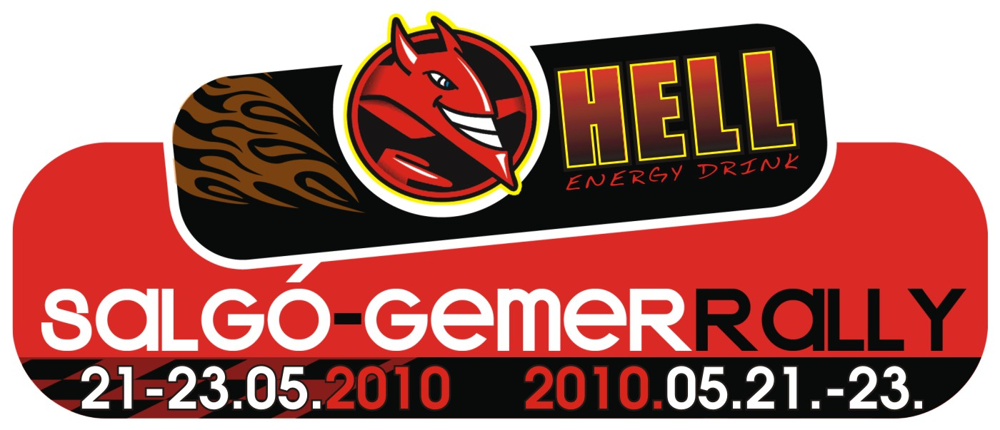 HELL
ENERGY DRINK
SaLGÓ-GemerRaLLY
21-23.05.2010 2010.05.21.-23.